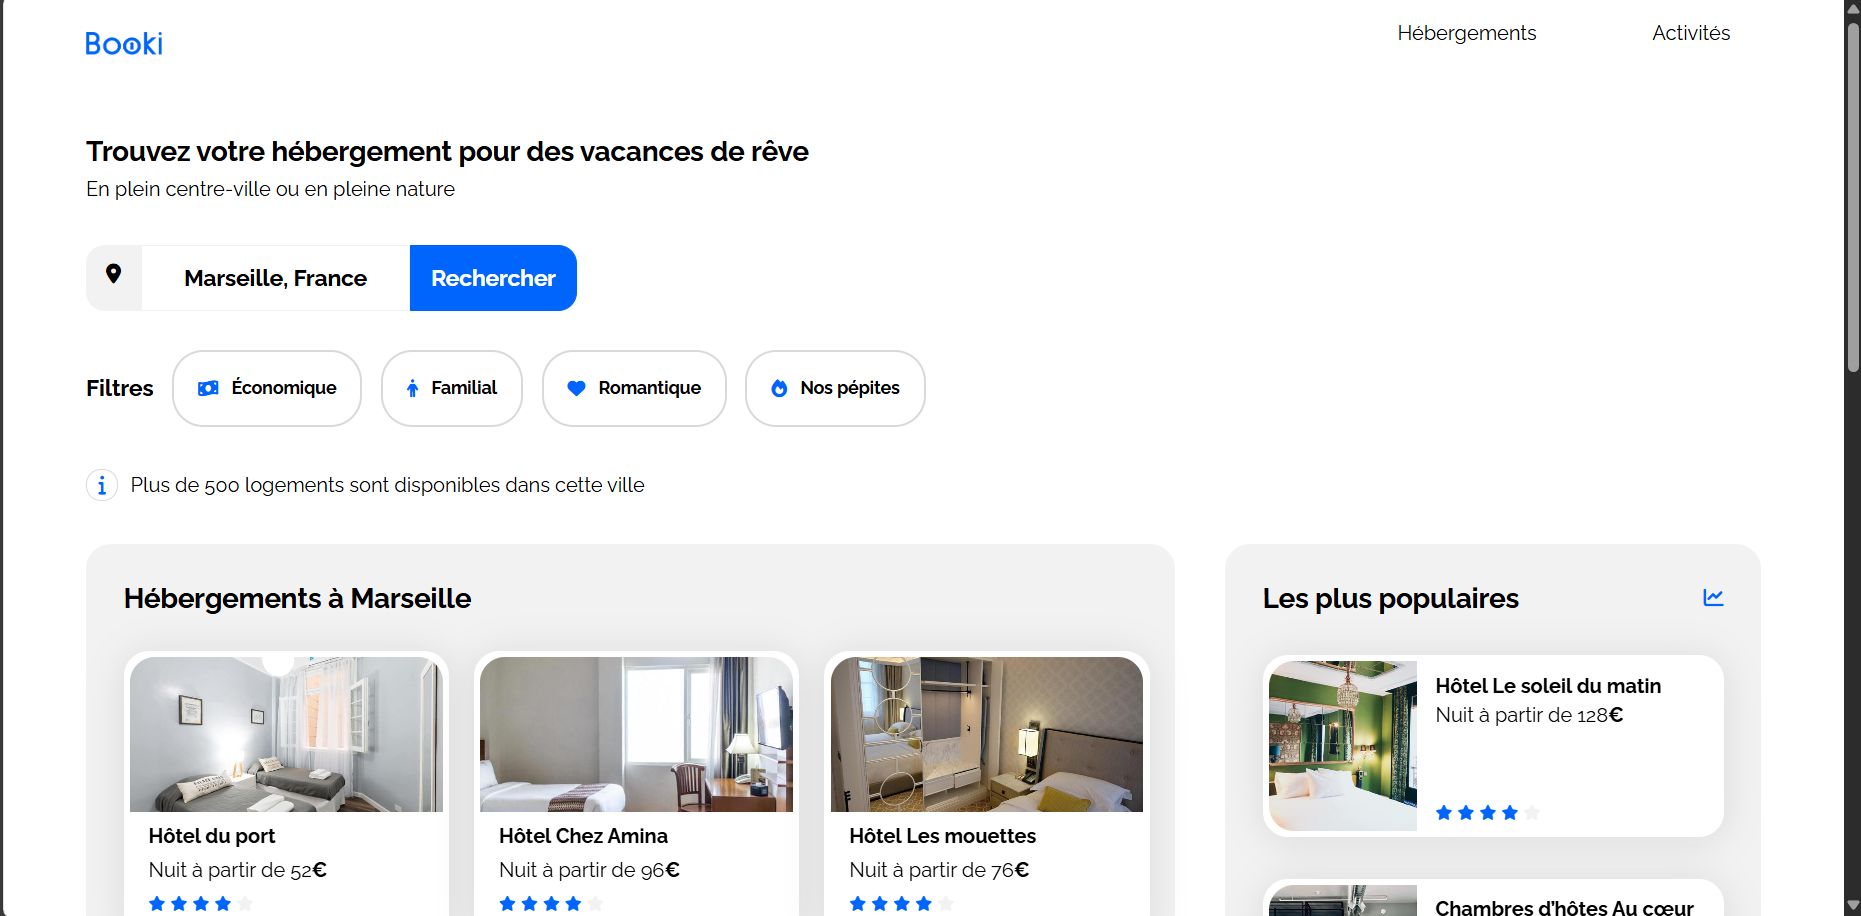 Booki
Hébergements
Activités
Trouvez votre hébergement pour des vacances de rêve
En plein centre-ville ou en pleine nature
Marseille, France
Rechercher
Filtres
Économique
Familial
Romantique
Nos pépites
Plus de 500 logements sont disponibles dans cette ville
Hébergements à Marseille
Hôtel du port
Nuit à partir de 52€
Hôtel Chez Amina
Nuit à partir de 96€
Hôtel Les mouettes
Nuit à partir de 76€
Les plus populaires
Hôtel Le soleil du matin
Nuit à partir de 128€
Chambres d'hôtes Au cœur